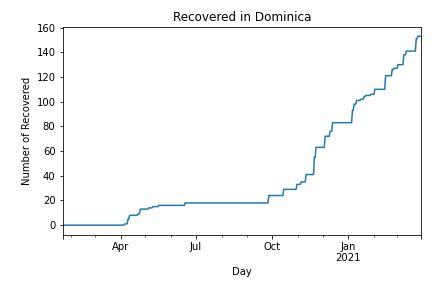 Recovered in Dominica
160
140
120
100
80
60
40
20
0
Number of Recovered
Apr
Jul
Oct
Jan
2021
Day